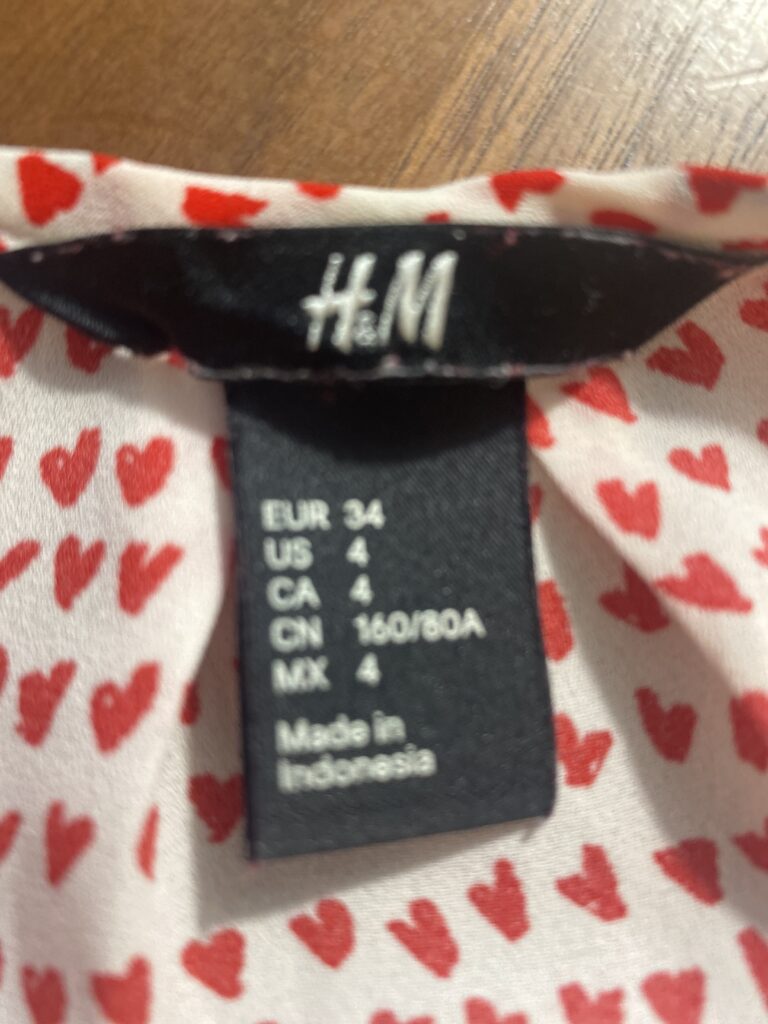 H&M
EUR 34
US 4
CA 4
CN 160/80A
MX 4
Made in
Indonesia